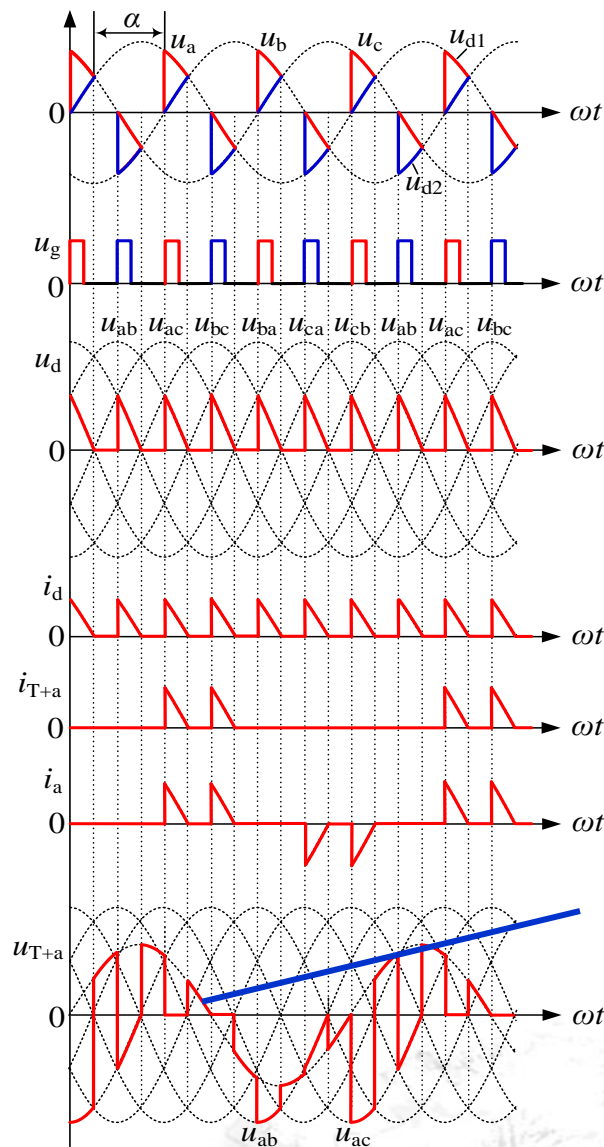 α
u_a u_b u_c u_d1
0 ωt
u_d2
u_g
0 ωt
u_ab u_ac u_bc u_ba u_ca u_cb u_ab u_ac u_bc
u_d
0 ωt
i_d
0 ωt
i_T+a
0 ωt
i_a
0 ωt
u_T+a
0 ωt
u_ab u_ac